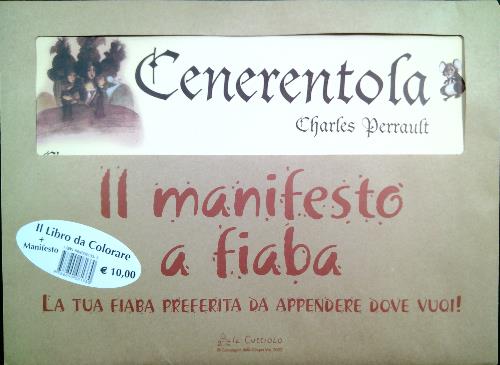 Cenerentola
Charles Perrault
Il manifesto
a fiaba
Il Libro da Colorare
+
Manifesto
€ 10,00
LA TUA FIABA PREFERITA DA APPENDERE DOVE VUOI!